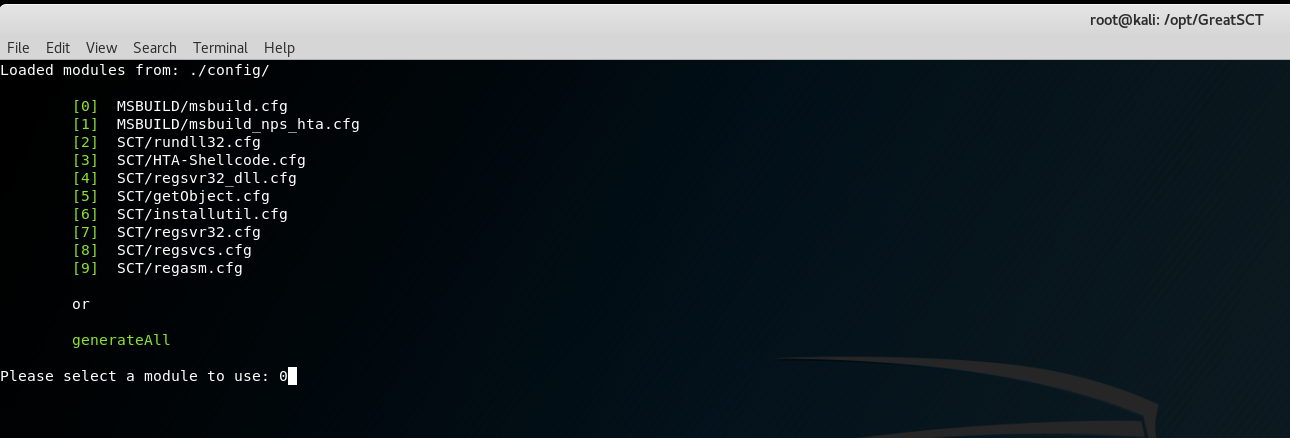 root@kali: /opt/GreatSCT
File Edit View Search Terminal Help
Loaded modules from: ./config/
[0] MSBUILD/msbuild.cfg
[1] MSBUILD/msbuild_nps_hta.cfg
[2] SCT/rundll32.cfg
[3] SCT/HTA-Shellcode.cfg
[4] SCT/regsvr32_dll.cfg
[5] SCT/getObject.cfg
[6] SCT/installutil.cfg
[7] SCT/regsvr32.cfg
[8] SCT/regsvcs.cfg
[9] SCT/regasm.cfg
or
generateAll
Please select a module to use: 0